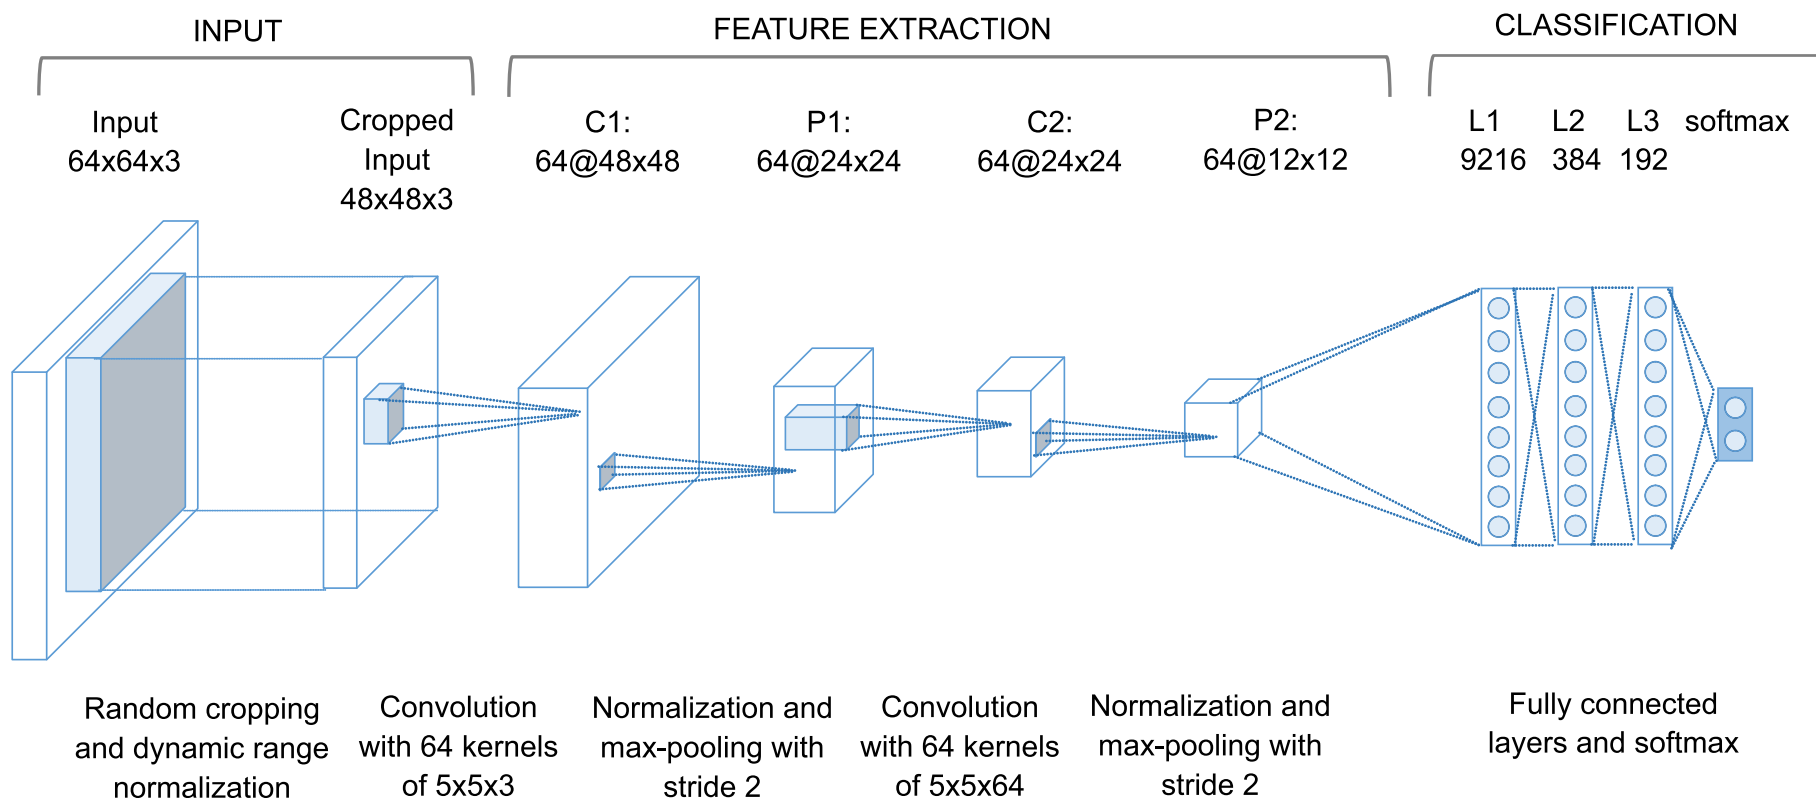 INPUT
FEATURE EXTRACTION
CLASSIFICATION
Input
64x64x3
Cropped
Input
48x48x3
C1:
64@48x48
P1:
64@24x24
C2:
64@24x24
P2:
64@12x12
L1
9216
L2
384
L3
192
softmax
Random cropping
and dynamic range
normalization
Convolution
with 64 kernels
of 5x5x3
Normalization and
max-pooling with
stride 2
Convolution
with 64 kernels
of 5x5x64
Normalization and
max-pooling with
stride 2
Fully connected
layers and softmax